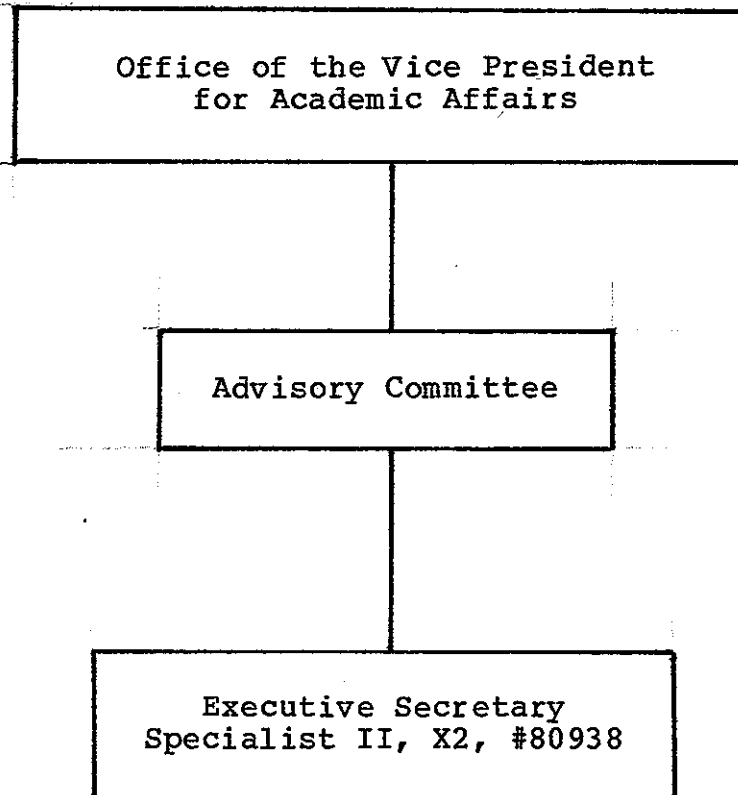 Office of the Vice President
for Academic Affairs
Advisory Committee
Executive Secretary
Specialist II, X2, #80938